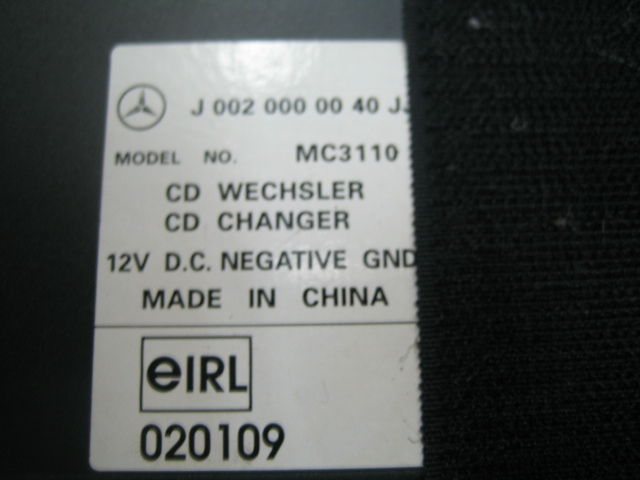 J 002 000 00 40 JJ
MODEL NO. MC3110
CD WECHSLER
CD CHANGER
12V D.C. NEGATIVE GND
MADE IN CHINA
eIRL
020109